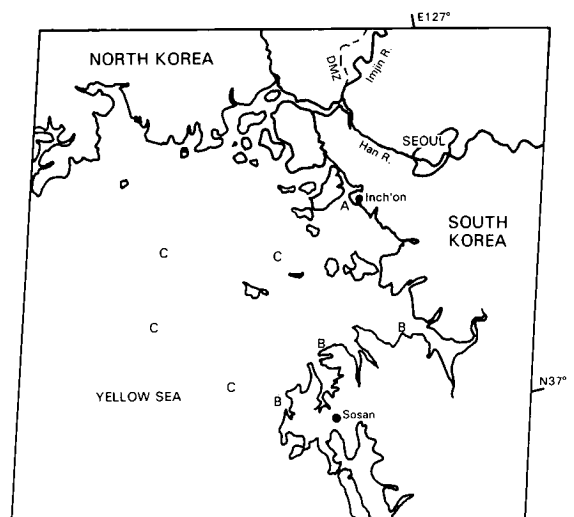 E127°
NORTH KOREA
DMZ
Imjin R.
Han R.
SEOUL
A
Inch'on
SOUTH
KOREA
C
C
C
B
B
N37°
C
YELLOW SEA
B
Sosan